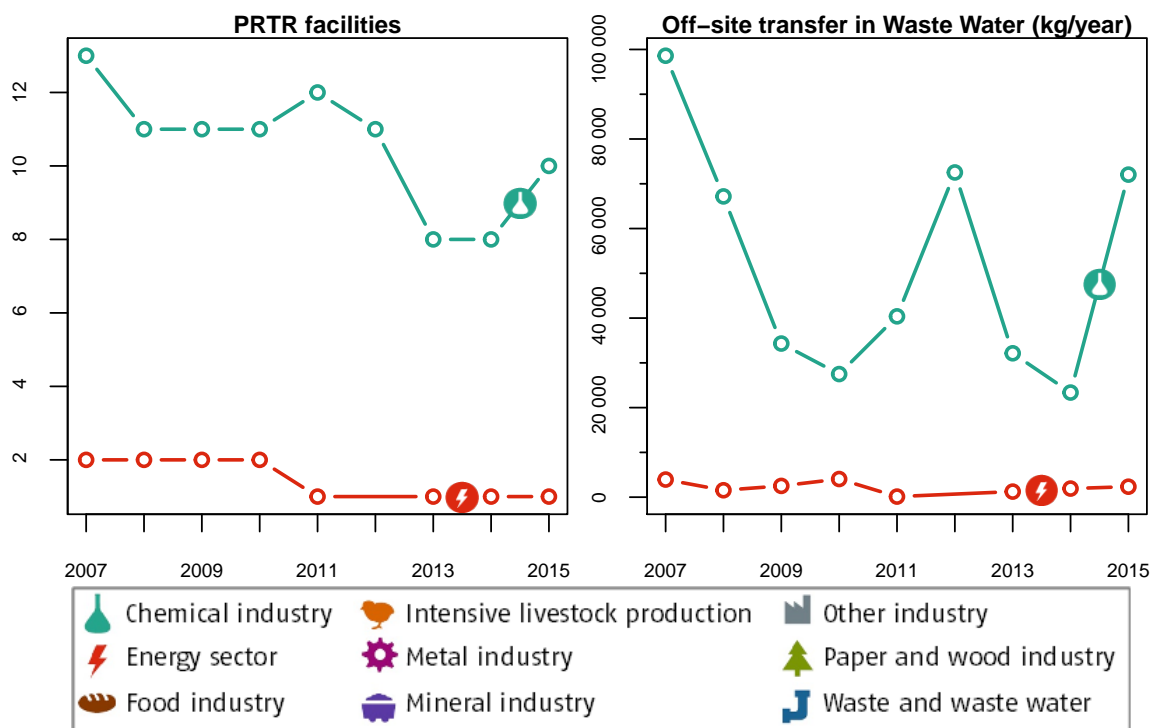 PRTR facilities
12
10
8
6
4
2
2007 2009 2011 2013 2015
Off−site transfer in Waste Water (kg/year)
100 000
80 000
60 000
40 000
20 000
0
2007 2009 2011 2013 2015
Chemical industry Intensive livestock production Other industry
Energy sector Metal industry Paper and wood industry
Food industry Mineral industry Waste and waste water